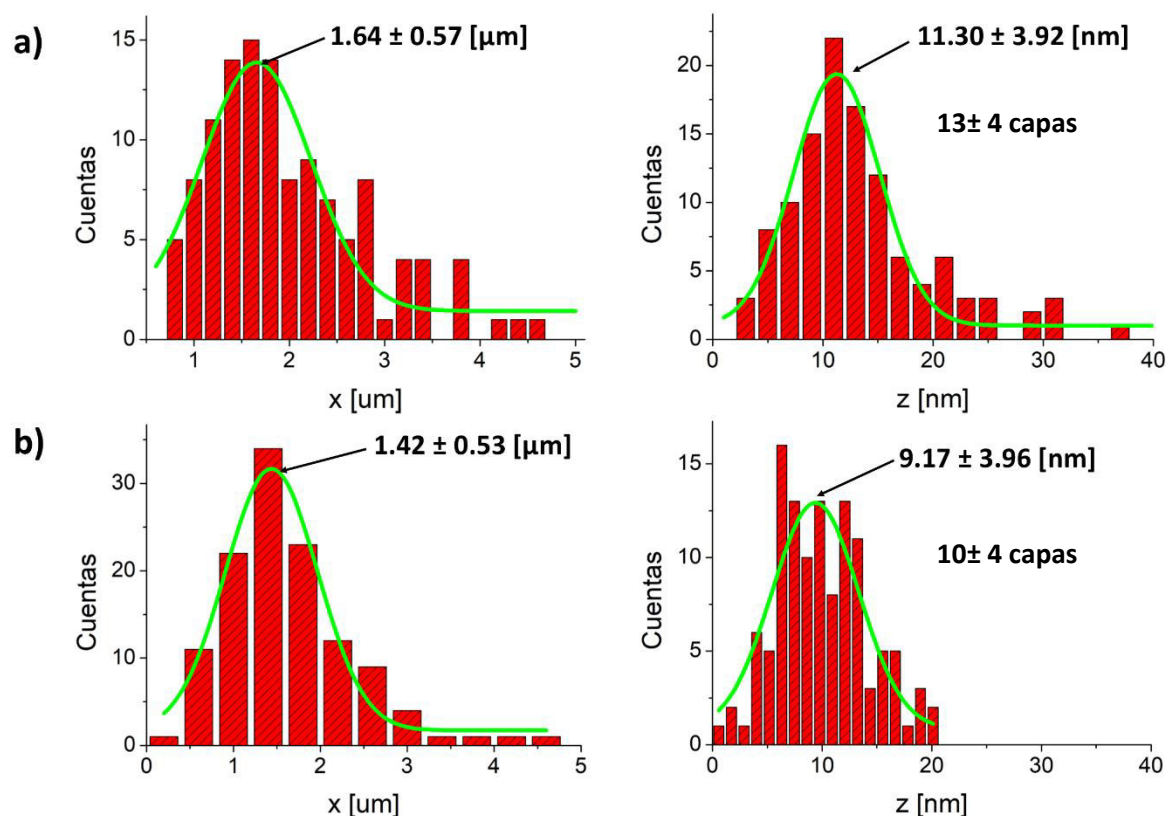 a)
1.64 ± 0.57 [µm]
15
10
5
0
Cuentas
1
2
3
4
5
x [um]
11.30 ± 3.92 [nm]
13± 4 capas
20
15
10
5
0
Cuentas
0
10
20
30
40
z [nm]
b)
1.42 ± 0.53 [µm]
30
20
10
0
Cuentas
0
1
2
3
4
5
x [um]
9.17 ± 3.96 [nm]
10± 4 capas
15
10
5
0
Cuentas
0
10
20
30
40
z [nm]